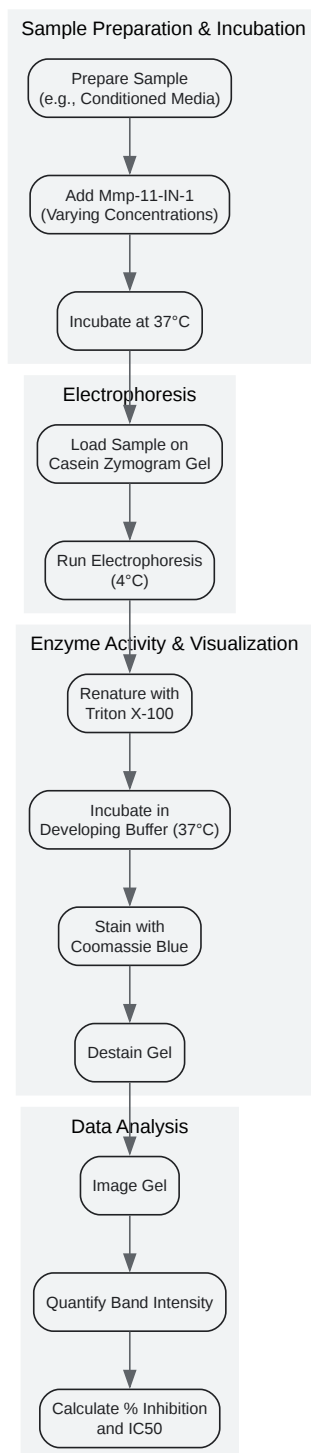 Sample Preparation & Incubation
Prepare Sample
(e.g., Conditioned Media)
Add Mmp-11-IN-1
(Varying Concentrations)
Incubate at 37°C
Electrophoresis
Load Sample on
Casein Zymogram Gel
Run Electrophoresis
(4°C)
Enzyme Activity & Visualization
Renature with
Triton X-100
Incubate in
Developing Buffer (37°C)
Stain with
Coomassie Blue
Destain Gel
Data Analysis
Image Gel
Quantify Band Intensity
Calculate % Inhibition
and IC50